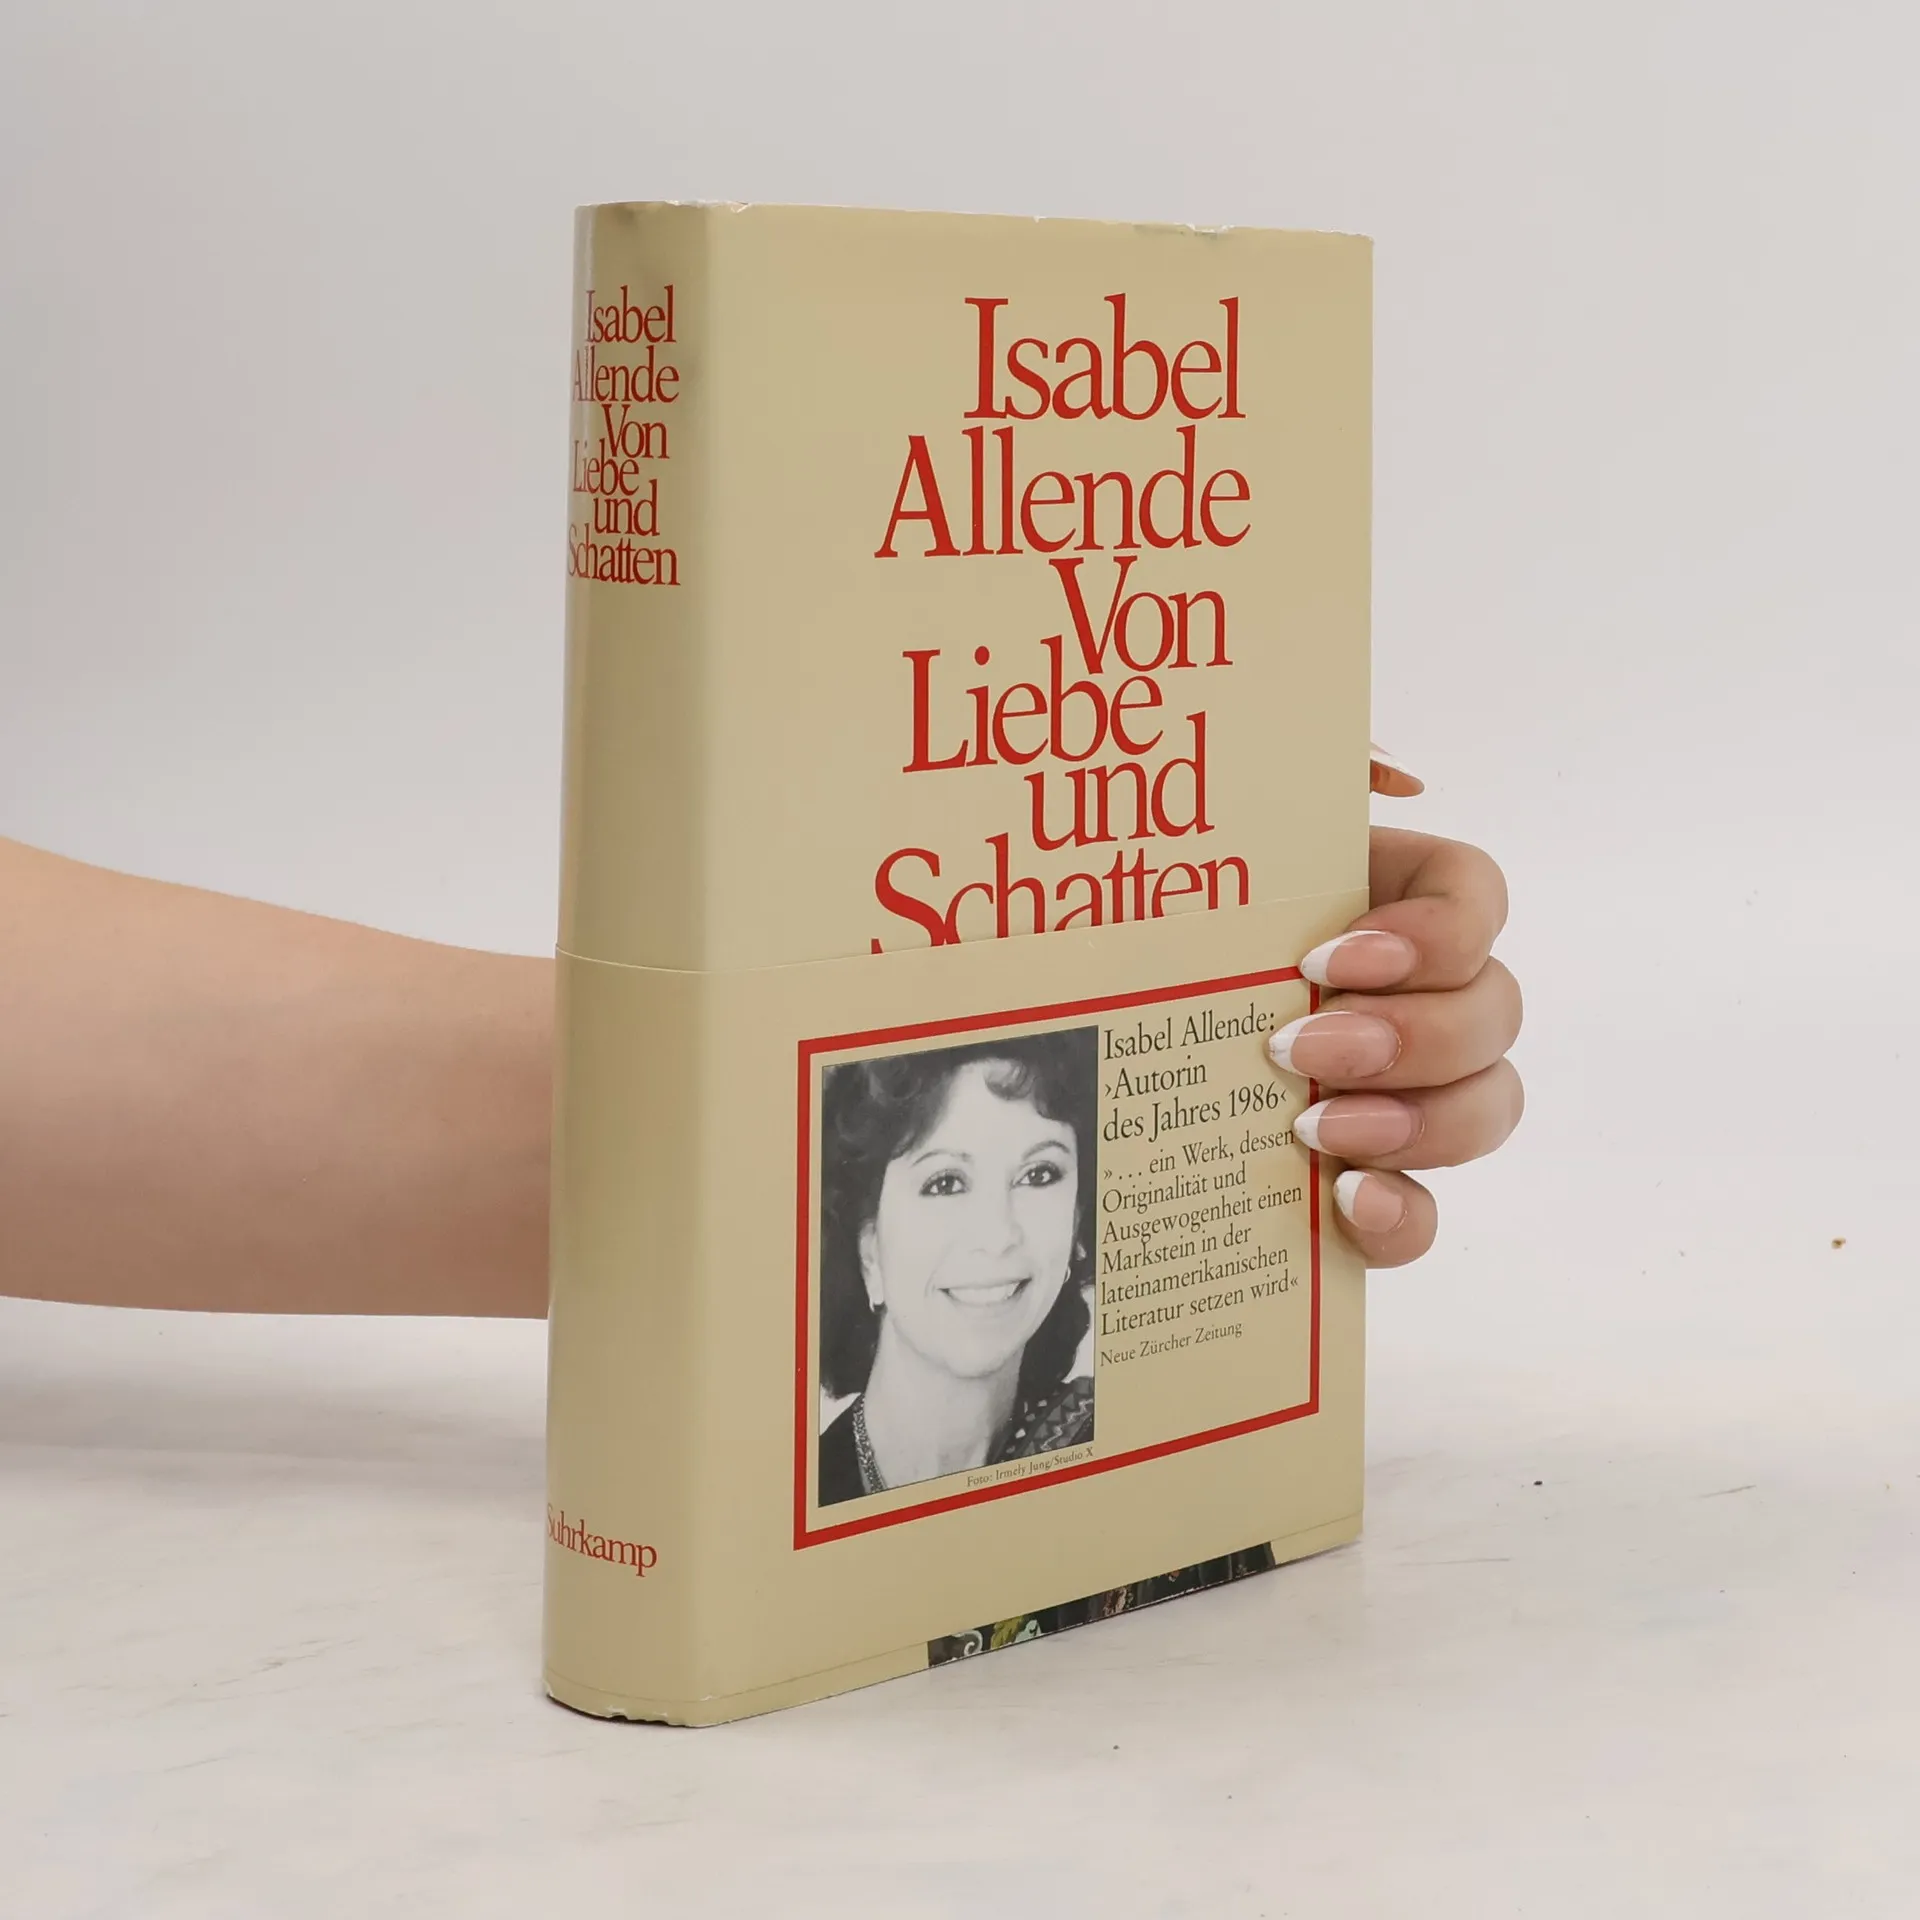 Isabel
Allende
Von
Liebe
und
Schatten
Suhrkamp
Isabel
Allende
Von
Liebe
und
Schatten
Isabel Allende:
›Autorin
des Jahres 1986‹
»... ein Werk, dessen
Originalität und
Ausgewogenheit einen
Markstein in der
lateinamerikanischen
Literatur setzen wird«
Neue Zürcher Zeitung
Foto: Irmely Jung/Studio X